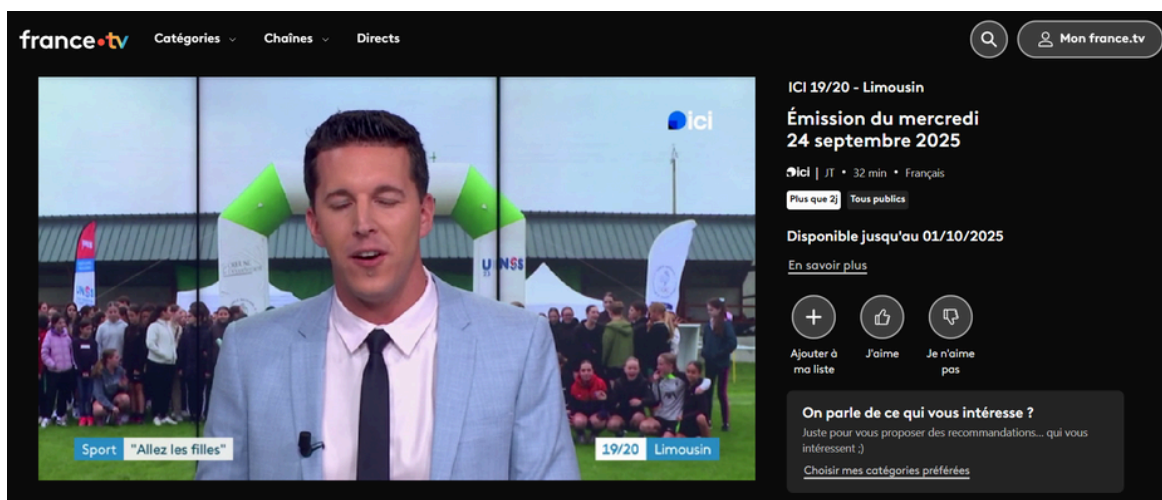 france•tv
Catégories
Chaînes
Directs
Mon france.tv
ici
UNSS
UNSS
Sport "Allez les filles"
19/20 Limousin
ICI 19/20 - Limousin
Émission du mercredi
24 septembre 2025
ici | JT • 32 min • Français
Plus que 2j Tous publics
Disponible jusqu'au 01/10/2025
En savoir plus
Ajouter à
ma liste
J'aime
Je n'aime
pas
On parle de ce qui vous intéresse ?
Juste pour vous proposer des recommandations... qui vous
intéressent ;)
Choisir mes catégories préférées